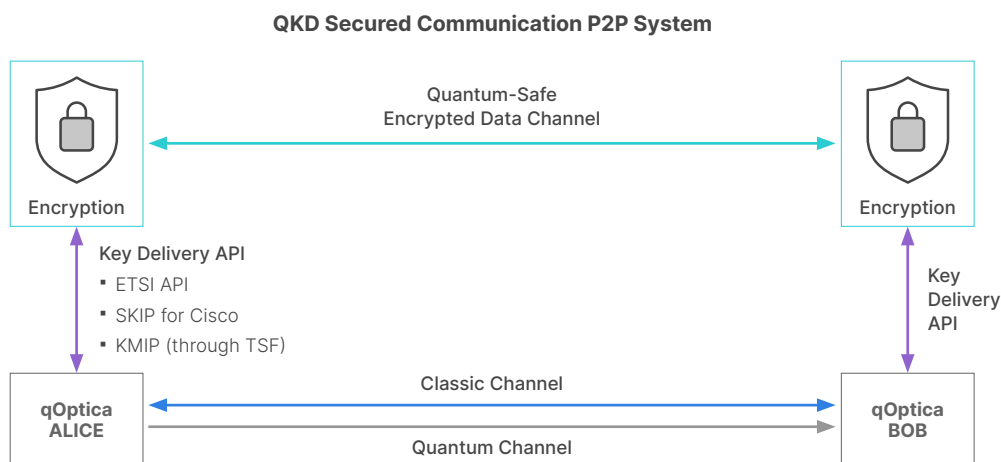 QKD Secured Communication P2P System
Quantum-Safe
Encrypted Data Channel
Encryption
Encryption
Key Delivery API
▪ ETSI API
▪ SKIP for Cisco
▪ KMIP (through TSF)
Key
Delivery
API
qOptica
ALICE
Classic Channel
Quantum Channel
qOptica
BOB